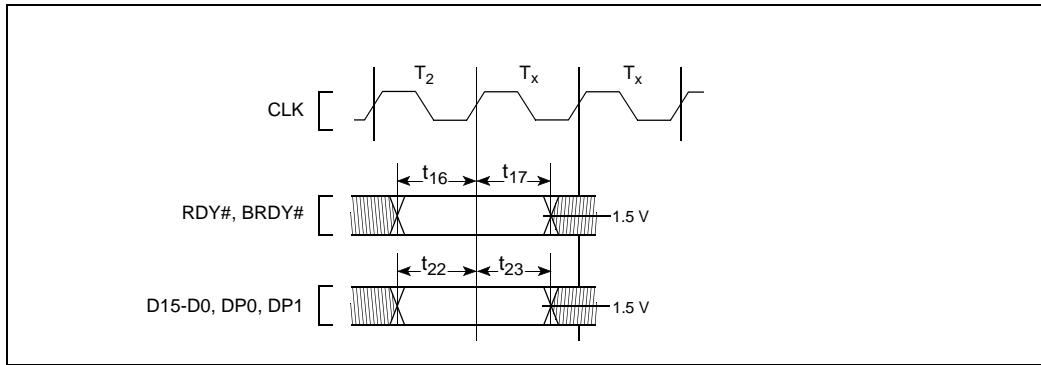 T2 Tx Tx
CLK
t16 t17
RDY#, BRDY#
1.5 V
t22 t23
D15-D0, DP0, DP1
1.5 V